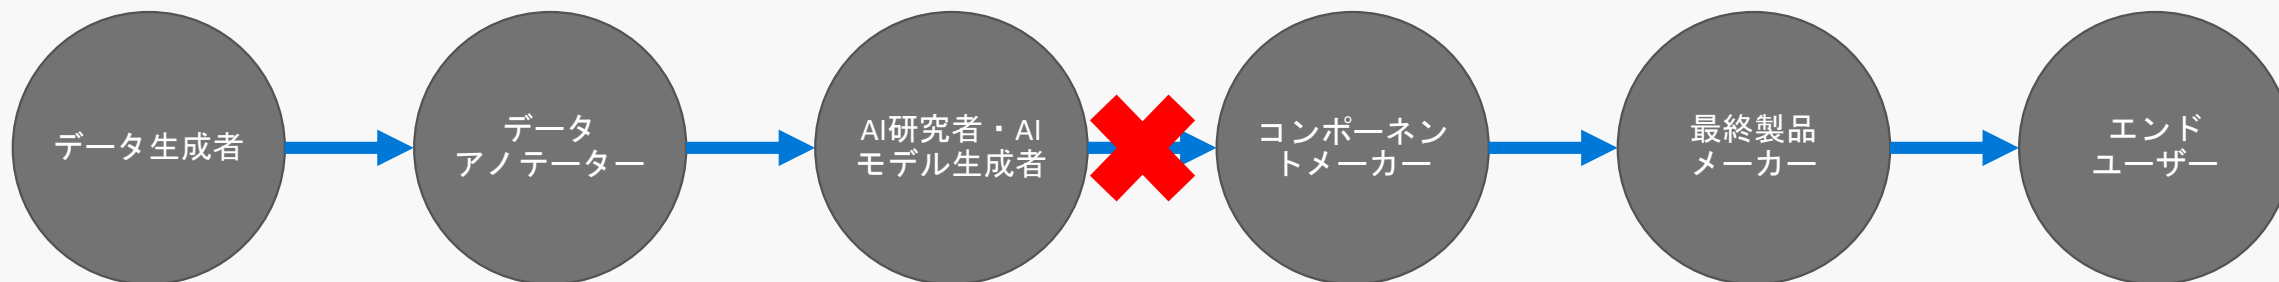 データ生成者
データ
アノテーター
AI研究者・AI
モデル生成者
コンポーネン
トメーカー
最終製品
メーカー
エンド
ユーザー